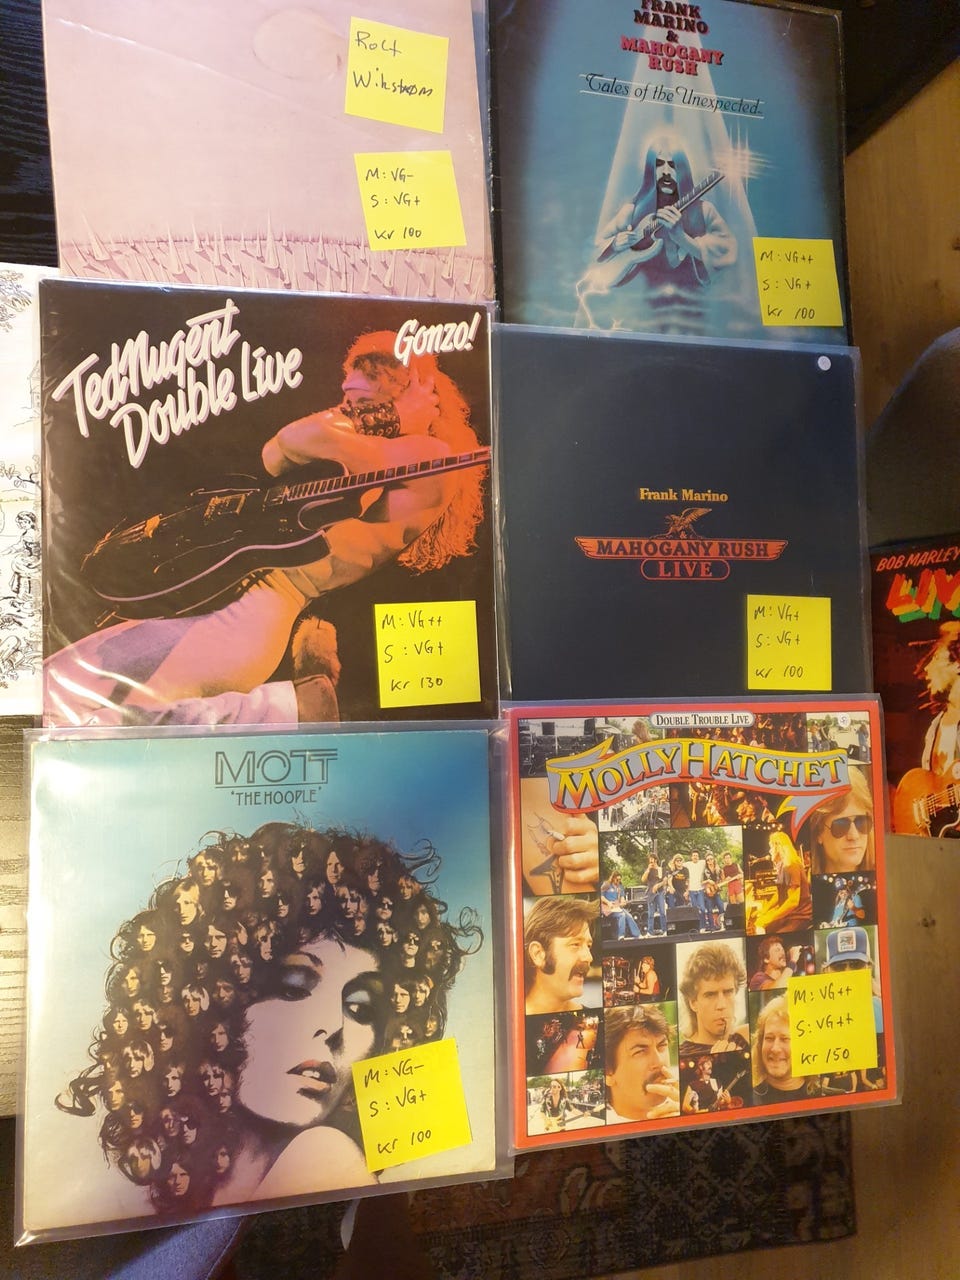 Rolf
Wikstrøm
M: VG-
S: VG+
Kr 100
FRANK
MARINO
&
MAHOGANY
RUSH
Tales of the Unexpected
M: VG++
S: VG+
Kr 100
Ted Nugent
Double Live
Gonzo!
M: VG++
S: VG+
Kr 130
Frank Marino
&
MAHOGANY RUSH
LIVE
M: VG+
S: VG+
Kr 100
BOB MARLEY
LIV
MOTT
'THE HOOPLE'
M: VG-
S: VG+
Kr 100
DOUBLE TROUBLE LIVE
MOLLY HATCHET
M: VG++
S: VG++
Kr 150